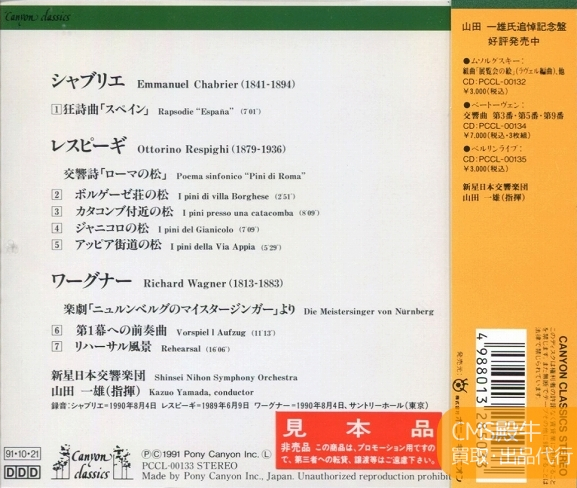 Canyon Classics
シャブリエ Emmanuel Chabrier (1841-1894)
1 狂詩曲「スペイン」 Rapsodie "España" (7'01")
レスピーギ Ottorino Respighi (1879-1936)
交響詩「ローマの松」 Poema sinfonico "Pini di Roma"
2 ボルゲーゼ荘の松 I pini di villa Borghese (2'51")
3 カタコンブ付近の松 I pini presso una catacomba (8'09")
4 ジャニコロの松 I pini del Gianicolo (7'09")
5 アッピア街道の松 I pini della Via Appia (5'29")
ワーグナー Richard Wagner (1813-1883)
楽劇「ニュルンベルグのマイスタージンガー」より Die Meistersinger von Nürnberg
6 第1幕への前奏曲 Vorspiel I Aufzug (11'13")
7 リハーサル風景 Rehearsal (16'06")
新星日本交響楽団 Shinsei Nihon Symphony Orchestra
山田 一雄(指揮) Kazuo Yamada, conductor
録音:シャブリエ=1990年8月4日 レスピーギ=1989年6月9日 ワーグナー=1990年8月4日、サントリーホール(東京)
91・10・21
DDD
Canyon Classics
Ⓟ© 1991 Pony Canyon Inc. Ⓛ
PCCL-00133 STEREO
Made by Pony Canyon Inc., Japan. Unauthorized reproduction prohibit
見本品
非売品 この商品は、プロモーション用ですので、第三者への転貸、譲渡等はご遠慮下さい。
山田 一雄氏追悼記念盤
好評発売中
●ムソルグスキー:
組曲「展覧会の絵」(ラヴェル編曲)、他
CD:PCCL-00132
¥3,000(税込)
●ベートーヴェン:
交響曲 第3番・第5番・第9番
CD:PCCL-00134
¥7,000(税込・3枚組)
●ベルリンライブ:
CD:PCCL-00135
¥3,000(税込)
新星日本交響楽団
山田 一雄(指揮)
CANYON CLASSICS STEREO
発売元:
4988013
CMS殿牛
買取・出品代行